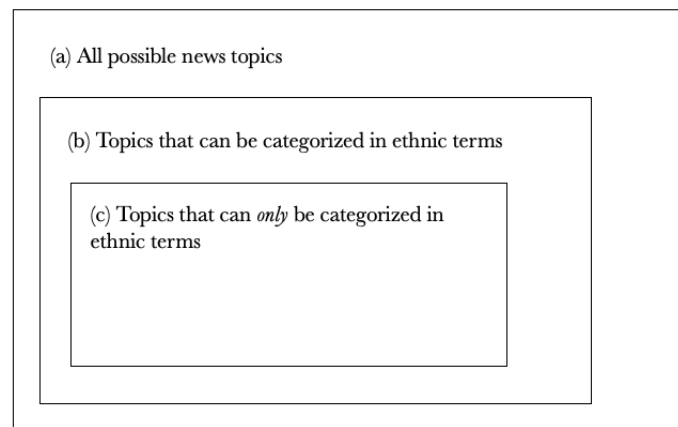 (a) All possible news topics
(b) Topics that can be categorized in ethnic terms
(c) Topics that can only be categorized in
ethnic terms